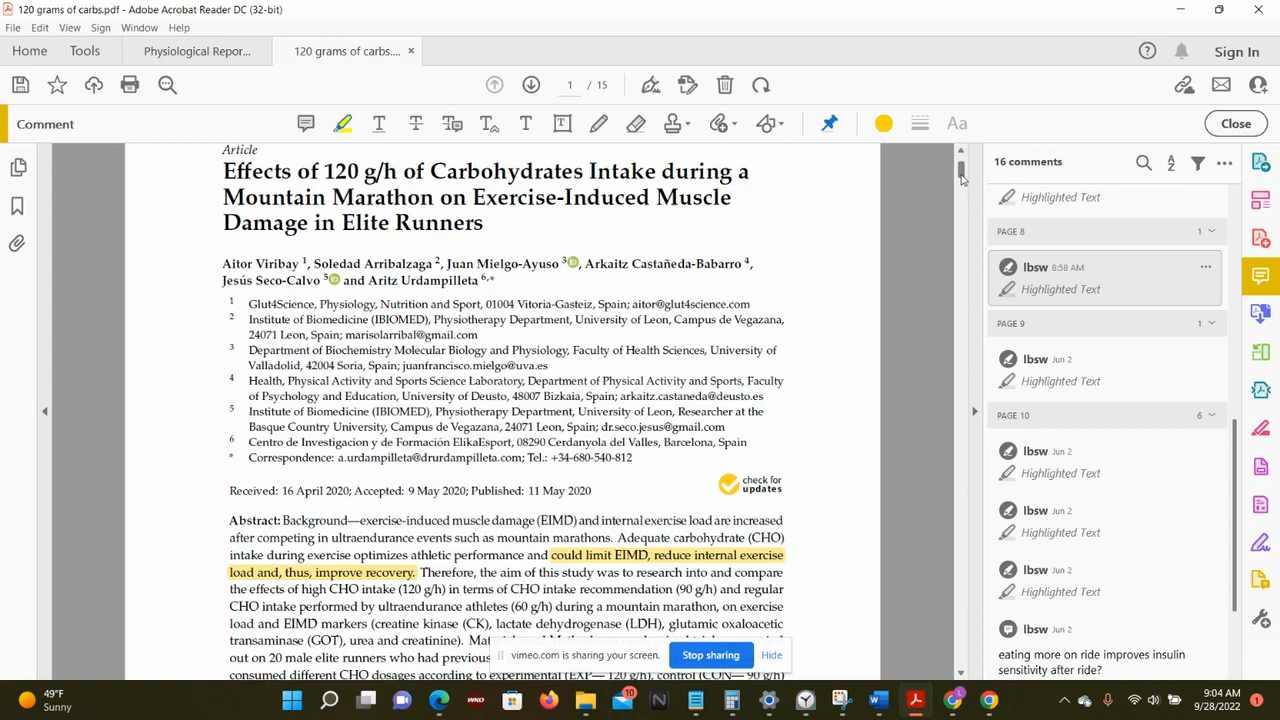 120 grams of carbs.pdf - Adobe Acrobat Reader DC (32-bit)
File Edit View Sign Window Help
Home Tools Physiological Repor... 120 grams of carbs.... × Sign In
1 / 15
Comment Aa Close
Article
Effects of 120 g/h of Carbohydrates Intake during a
Mountain Marathon on Exercise-Induced Muscle
Damage in Elite Runners
Aitor Viribay 1, Soledad Arribalzaga 2, Juan Mielgo-Ayuso 3, Arkaitz Castañeda-Babarro 4,
Jesús Seco-Calvo 5 and Aritz Urdampilleta 6,*
1 Glut4Science, Physiology, Nutrition and Sport, 01004 Vitoria-Gasteiz, Spain; aitor@glut4science.com
2 Institute of Biomedicine (IBIOMED), Physiotherapy Department, University of Leon, Campus de Vegazana,
24071 Leon, Spain; marisolarribal@gmail.com
3 Department of Biochemistry Molecular Biology and Physiology, Faculty of Health Sciences, University of
Valladolid, 42004 Soria, Spain; juanfrancisco.mielgo@uva.es
4 Health, Physical Activity and Sports Science Laboratory, Department of Physical Activity and Sports, Faculty
of Psychology and Education, University of Deusto, 48007 Bizkaia, Spain; arkaitz.castaneda@deusto.es
5 Institute of Biomedicine (IBIOMED), Physiotherapy Department, University of Leon, Researcher at the
Basque Country University, Campus de Vegazana, 24071 Leon, Spain; dr.seco.jesus@gmail.com
6 Centro de Investigacion y de Formación ElikaEsport, 08290 Cerdanyola del Valles, Barcelona, Spain
* Correspondence: a.urdampilleta@drurdampilleta.com; Tel.: +34-680-540-812
Received: 16 April 2020; Accepted: 9 May 2020; Published: 11 May 2020
check for
updates
Abstract: Background—exercise-induced muscle damage (EIMD) and internal exercise load are increased
after competing in ultraendurance events such as mountain marathons. Adequate carbohydrate (CHO)
intake during exercise optimizes athletic performance and could limit EIMD, reduce internal exercise
load and, thus, improve recovery. Therefore, the aim of this study was to research into and compare
the effects of high CHO intake (120 g/h) in terms of CHO intake recommendation (90 g/h) and regular
CHO intake performed by ultraendurance athletes (60 g/h) during a mountain marathon, on exercise
load and EIMD markers (creatine kinase (CK), lactate dehydrogenase (LDH), glutamic oxaloacetic
transaminase (GOT), urea and creatinine).
out on 20 male elite runners who had previous
consumed different CHO dosages according to experimental (EXP— 120 g/h), control (CON— 90 g/h)
vimeo.com is sharing your screen. Stop sharing Hide
16 comments
Highlighted Text
PAGE 8 1
lbsw 8:58 AM
Highlighted Text
PAGE 9 1
lbsw Jun 2
Highlighted Text
PAGE 10 6
lbsw Jun 2
Highlighted Text
lbsw Jun 2
Highlighted Text
lbsw Jun 2
Highlighted Text
lbsw Jun 2
eating more on ride improves insulin
sensitivity after ride?
49°F
Sunny
10
9:04 AM
9/28/2022